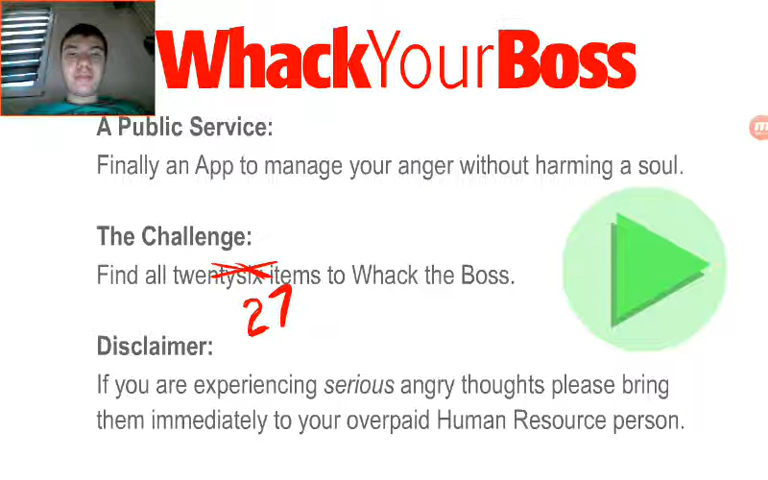 WhackYourBoss
A Public Service:
Finally an App to manage your anger without harming a soul.
The Challenge:
Find all twentysix items to Whack the Boss.
27
Disclaimer:
If you are experiencing serious angry thoughts please bring
them immediately to your overpaid Human Resource person.